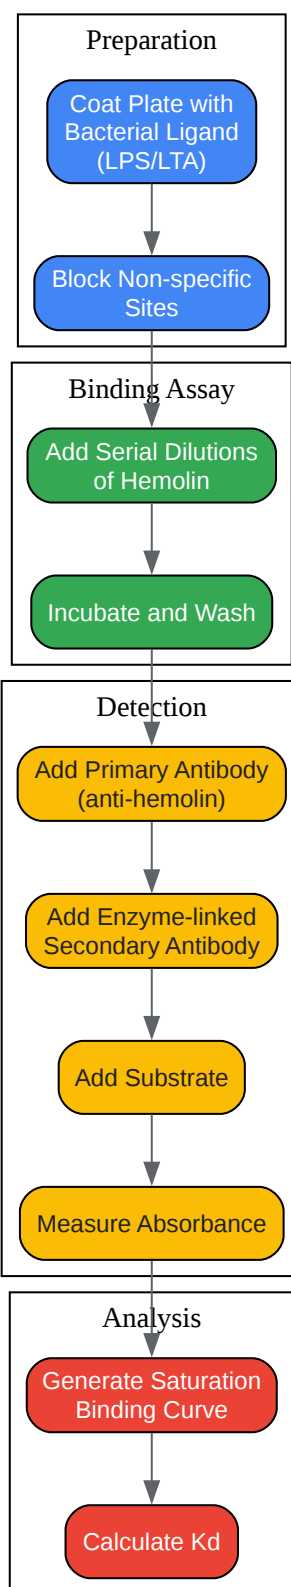 Preparation
Coat Plate with
Bacterial Ligand
(LPS/LTA)
Block Non-specific
Sites
Binding Assay
Add Serial Dilutions
of Hemolin
Incubate and Wash
Detection
Add Primary Antibody
(anti-hemolin)
Add Enzyme-linked
Secondary Antibody
Add Substrate
Measure Absorbance
Analysis
Generate Saturation
Binding Curve
Calculate Kd